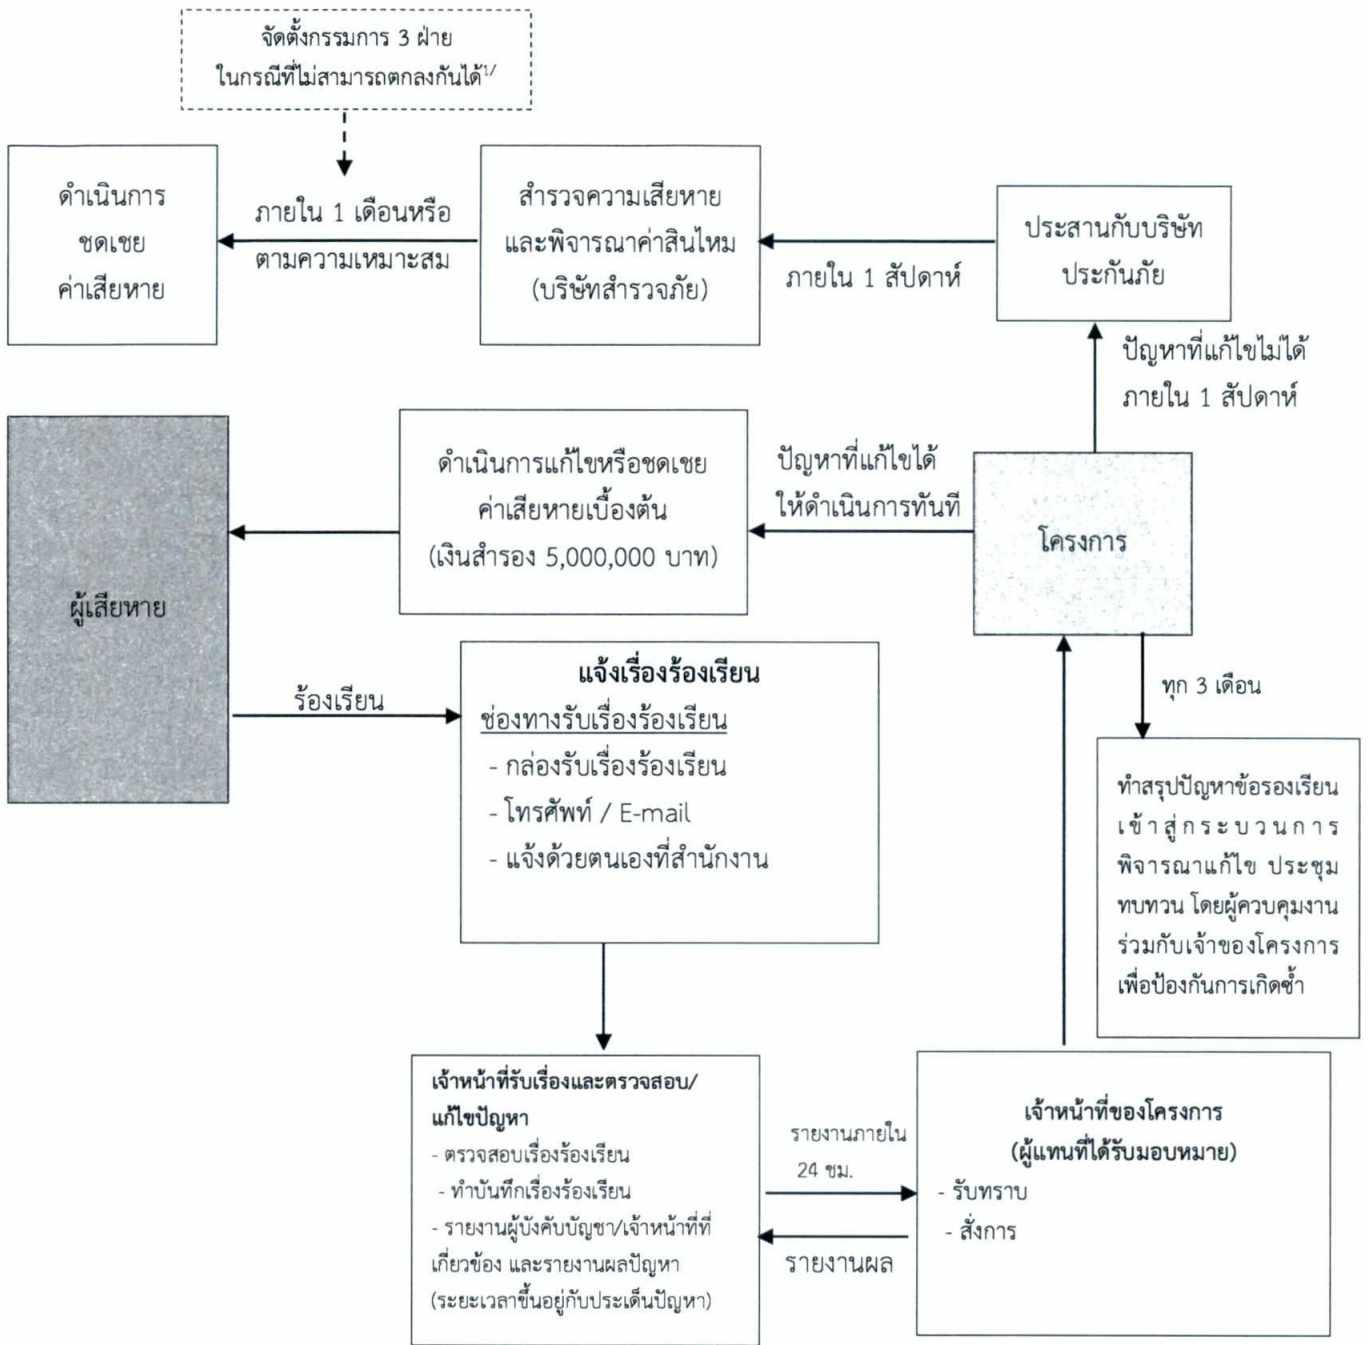 จัดตั้งกรรมการ 3 ฝ่าย
ในกรณีที่ไม่สามารถตกลงกันได้1/
ดำเนินการ
ชดเชย
ค่าเสียหาย
ภายใน 1 เดือนหรือ
ตามความเหมาะสม
สำรวจความเสียหาย
และพิจารณาค่าสินไหม
(บริษัทสำรวจภัย)
ภายใน 1 สัปดาห์
ประสานกับบริษัท
ประกันภัย
ปัญหาที่แก้ไขไม่ได้
ภายใน 1 สัปดาห์
ผู้เสียหาย
ดำเนินการแก้ไขหรือชดเชย
ค่าเสียหายเบื้องต้น
(เงินสำรอง 5,000,000 บาท)
ปัญหาที่แก้ไขได้
ให้ดำเนินการทันที
โครงการ
ร้องเรียน
แจ้งเรื่องร้องเรียน
ช่องทางรับเรื่องร้องเรียน
- กล่องรับเรื่องร้องเรียน
- โทรศัพท์ / E-mail
- แจ้งด้วยตนเองที่สำนักงาน
ทุก 3 เดือน
ทำสรุปปัญหาข้อรองเรียน
เข้าสู่กระบวนการ
พิจารณาแก้ไข ประชุม
ทบทวน โดยผู้ควบคุมงาน
ร่วมกับเจ้าของโครงการ
เพื่อป้องกันการเกิดซ้ำ
เจ้าหน้าที่รับเรื่องและตรวจสอบ/
แก้ไขปัญหา
- ตรวจสอบเรื่องร้องเรียน
- ทำบันทึกเรื่องร้องเรียน
- รายงานผู้บังคับบัญชา/เจ้าหน้าที่ที่
เกี่ยวข้อง และรายงานผลปัญหา
(ระยะเวลาขึ้นอยู่กับประเด็นปัญหา)
รายงานภายใน
24 ชม.
รายงานผล
เจ้าหน้าที่ของโครงการ
(ผู้แทนที่ได้รับมอบหมาย)
- รับทราบ
- สั่งการ